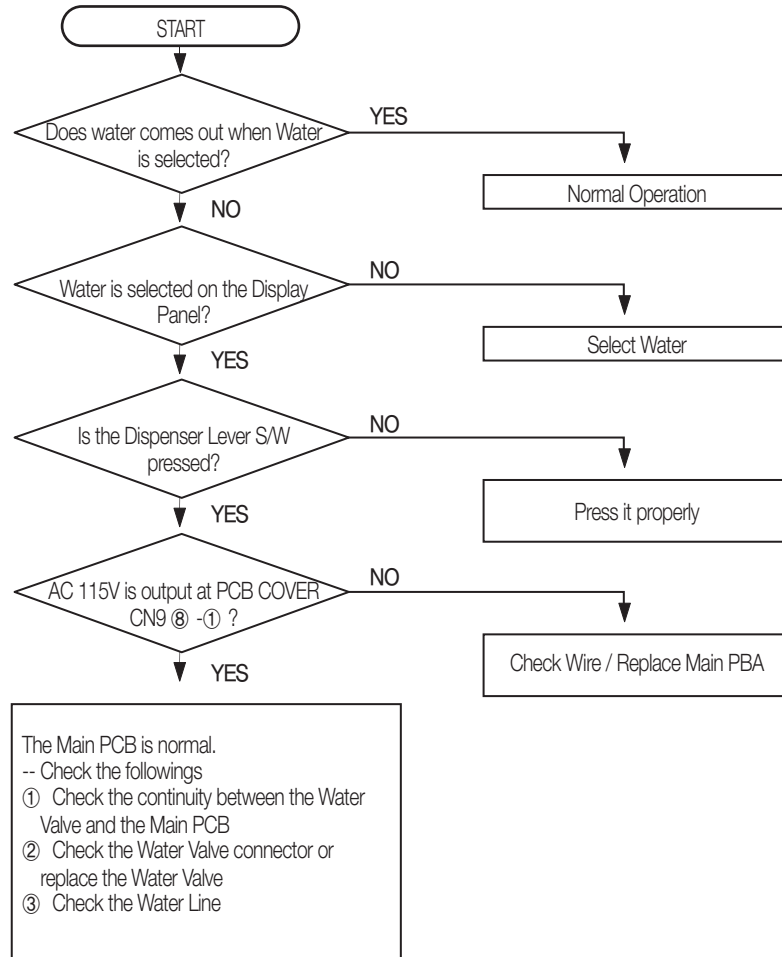 START
Does water comes out when Water
is selected?
YES
Normal Operation
NO
Water is selected on the Display
Panel?
NO
Select Water
YES
Is the Dispenser Lever S/W
pressed?
NO
Press it properly
YES
AC 115V is output at PCB COVER
CN9 ⑧ -① ?
NO
Check Wire / Replace Main PBA
YES
The Main PCB is normal.
-- Check the followings
① Check the continuity between the Water
Valve and the Main PCB
② Check the Water Valve connector or
replace the Water Valve
③ Check the Water Line